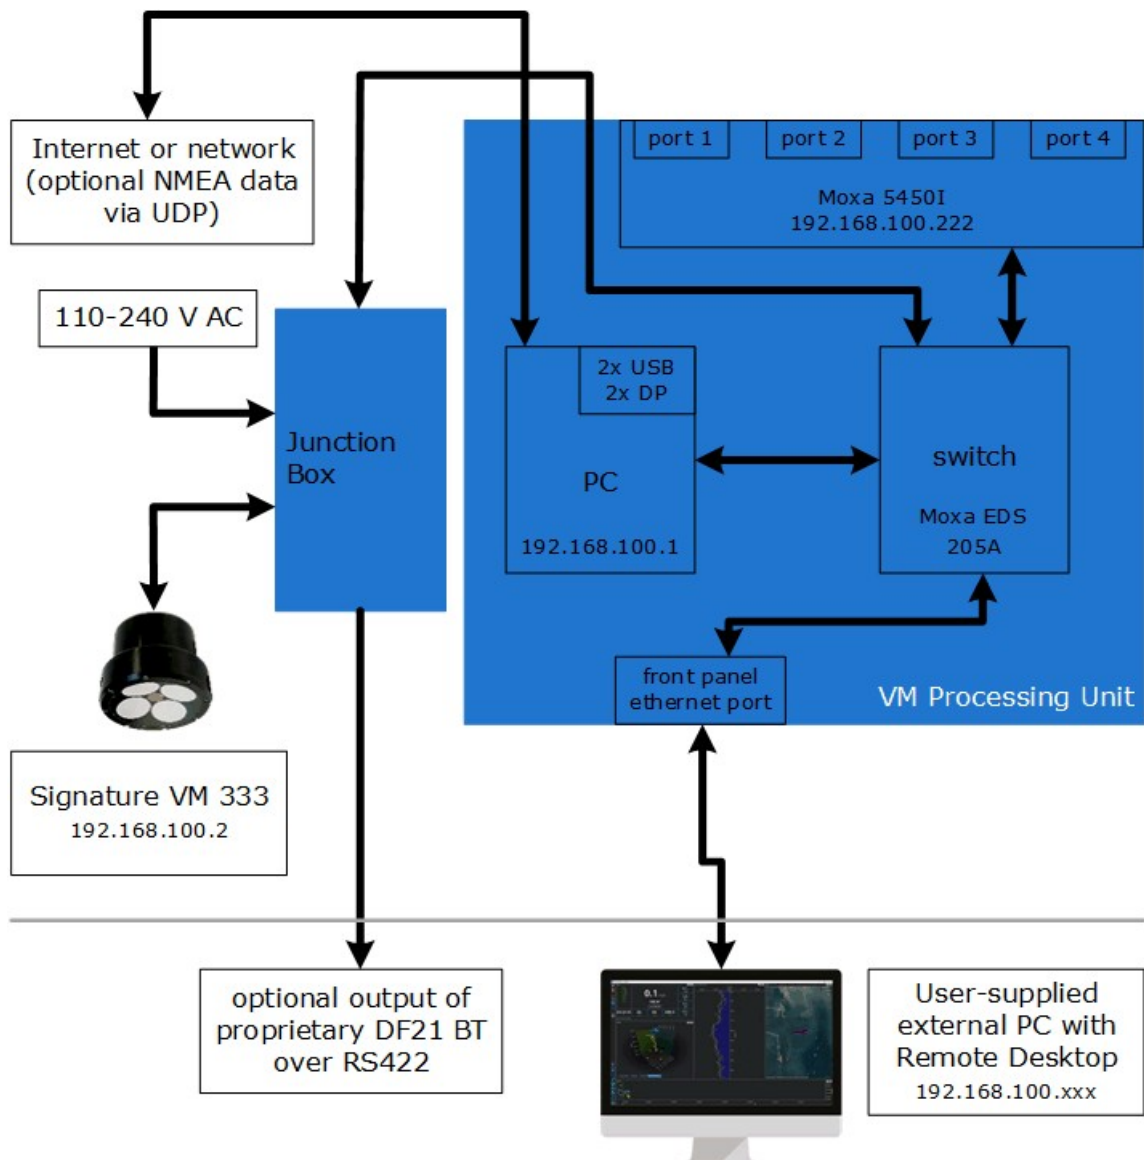 Internet or network
(optional NMEA data
via UDP)
port 1
port 2
port 3
port 4
Moxa 5450I
192.168.100.222
110-240 V AC
Junction
Box
2x USB
2x DP
PC
192.168.100.1
switch
Moxa EDS
205A
front panel
ethernet port
VM Processing Unit
Signature VM 333
192.168.100.2
optional output of
proprietary DF21 BT
over RS422
0.1
User-supplied
external PC with
Remote Desktop
192.168.100.xxx